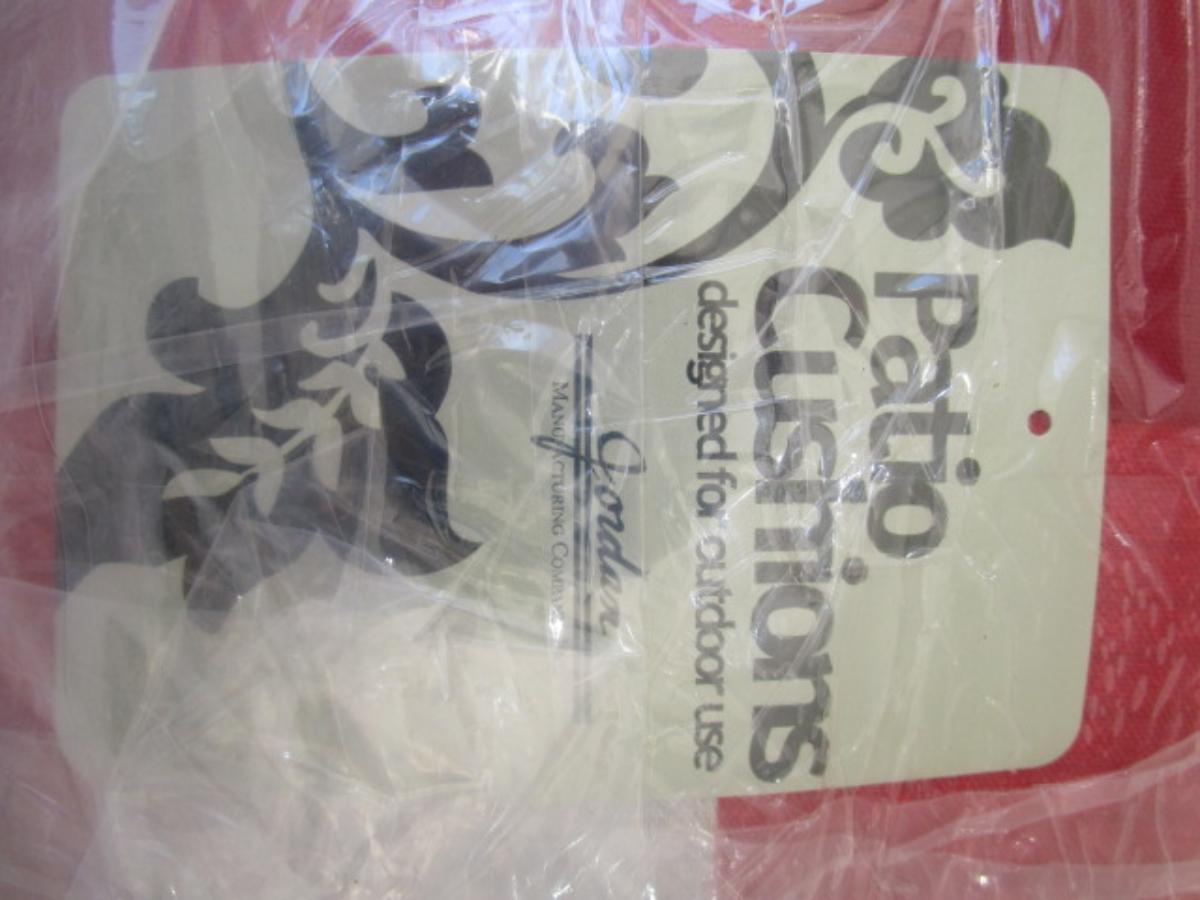 Patio
Cushions
designed for outdoor use
Jordan
MANUFACTURING COMPANY